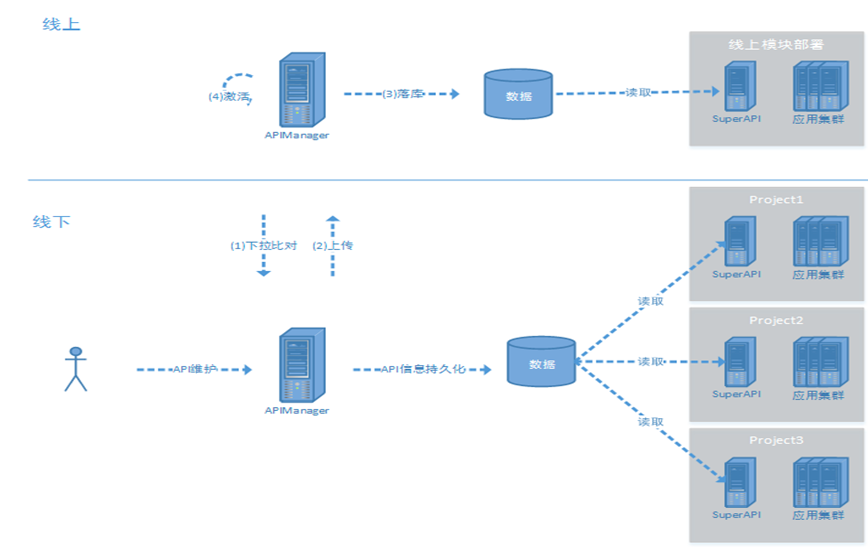 线上
线上模块部署
(4)激活
(3)落库
数据
读取
APIManager
SuperAPI
应用集群
线下
Project1
(1)下拉比对
(2)上传
SuperAPI
应用集群
读取
Project2
API维护
API信息持久化
数据
读取
APIManager
SuperAPI
应用集群
读取
Project3
SuperAPI
应用集群